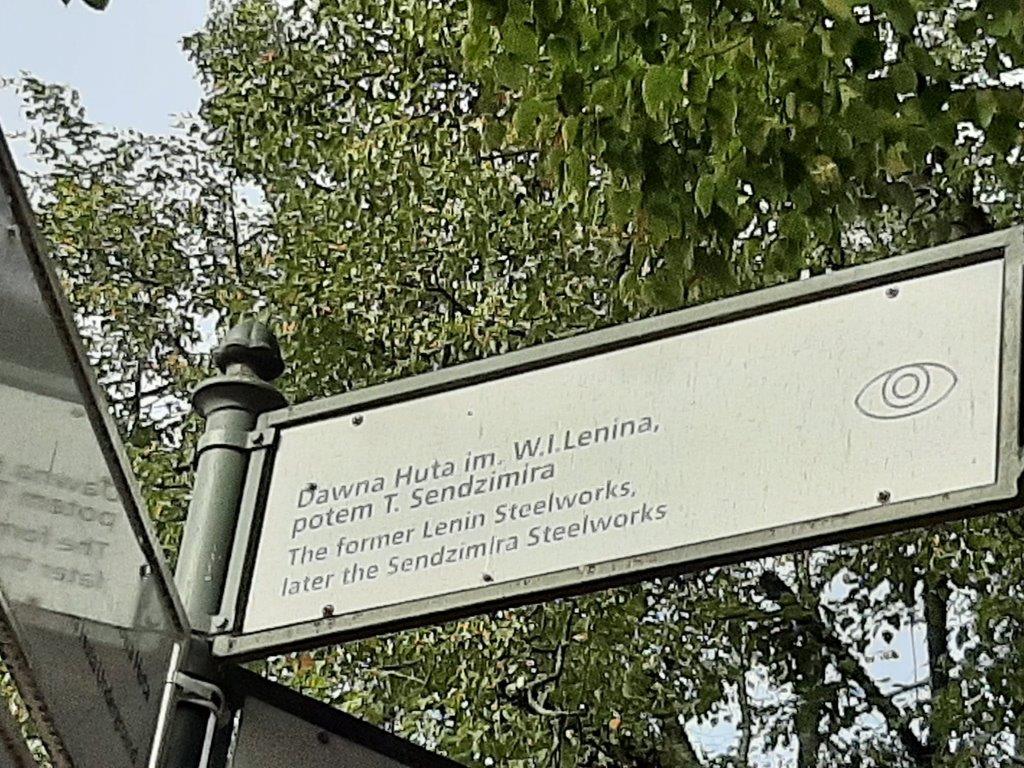 Dawna Huta im. W.I.Lenina,
potem T. Sendzimira
The former Lenin Steelworks,
later the Sendzimira Steelworks